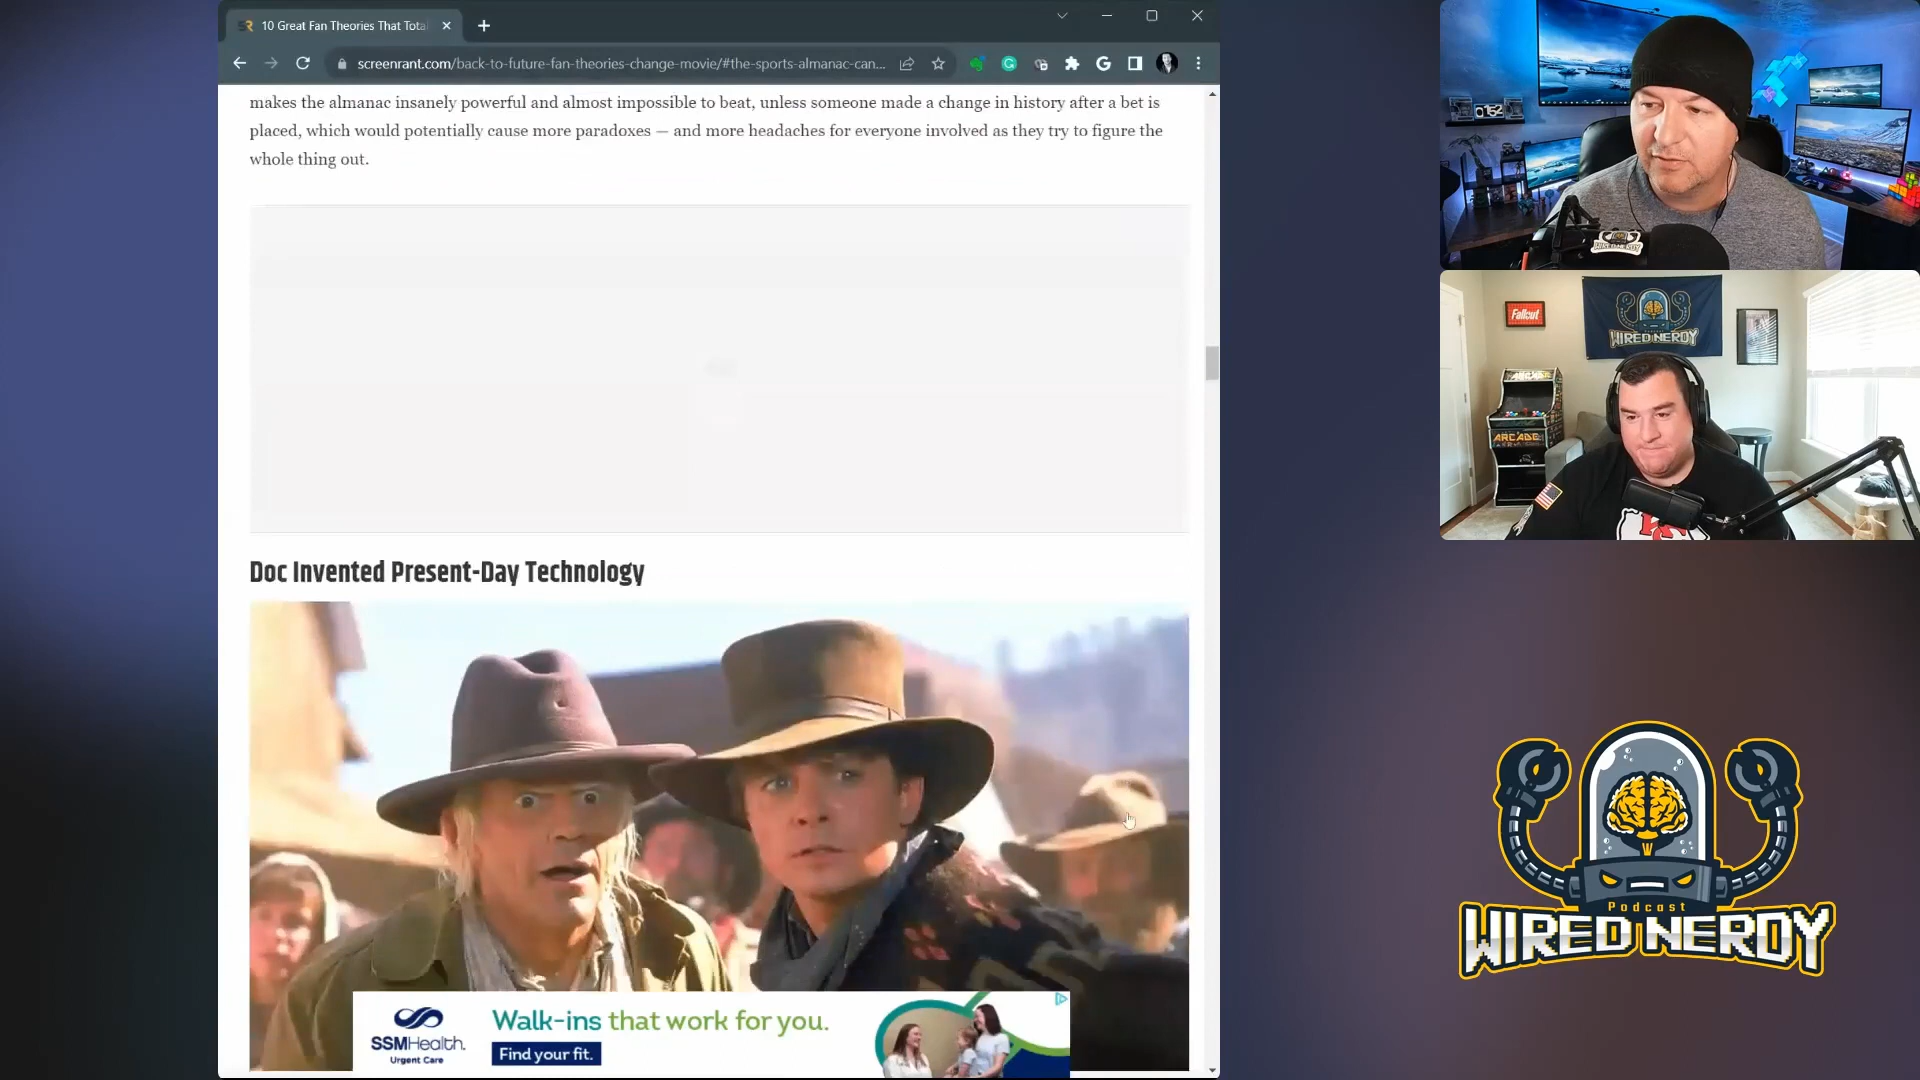 10 Great Fan Theories That Tota
screenrant.com/back-to-future-fan-theories-change-movie/#the-sports-almanac-can...
makes the almanac insanely powerful and almost impossible to beat, unless someone made a change in history after a bet is
placed, which would potentially cause more paradoxes — and more headaches for everyone involved as they try to figure the
whole thing out.
Doc Invented Present-Day Technology
SSMHealth.
Urgent Care
Walk-ins that work for you.
Find your fit.
WIRED NERDY
Fallout
WIRED NERDY
ARCADE
ARCADE
Podcast
WIRED NERDY